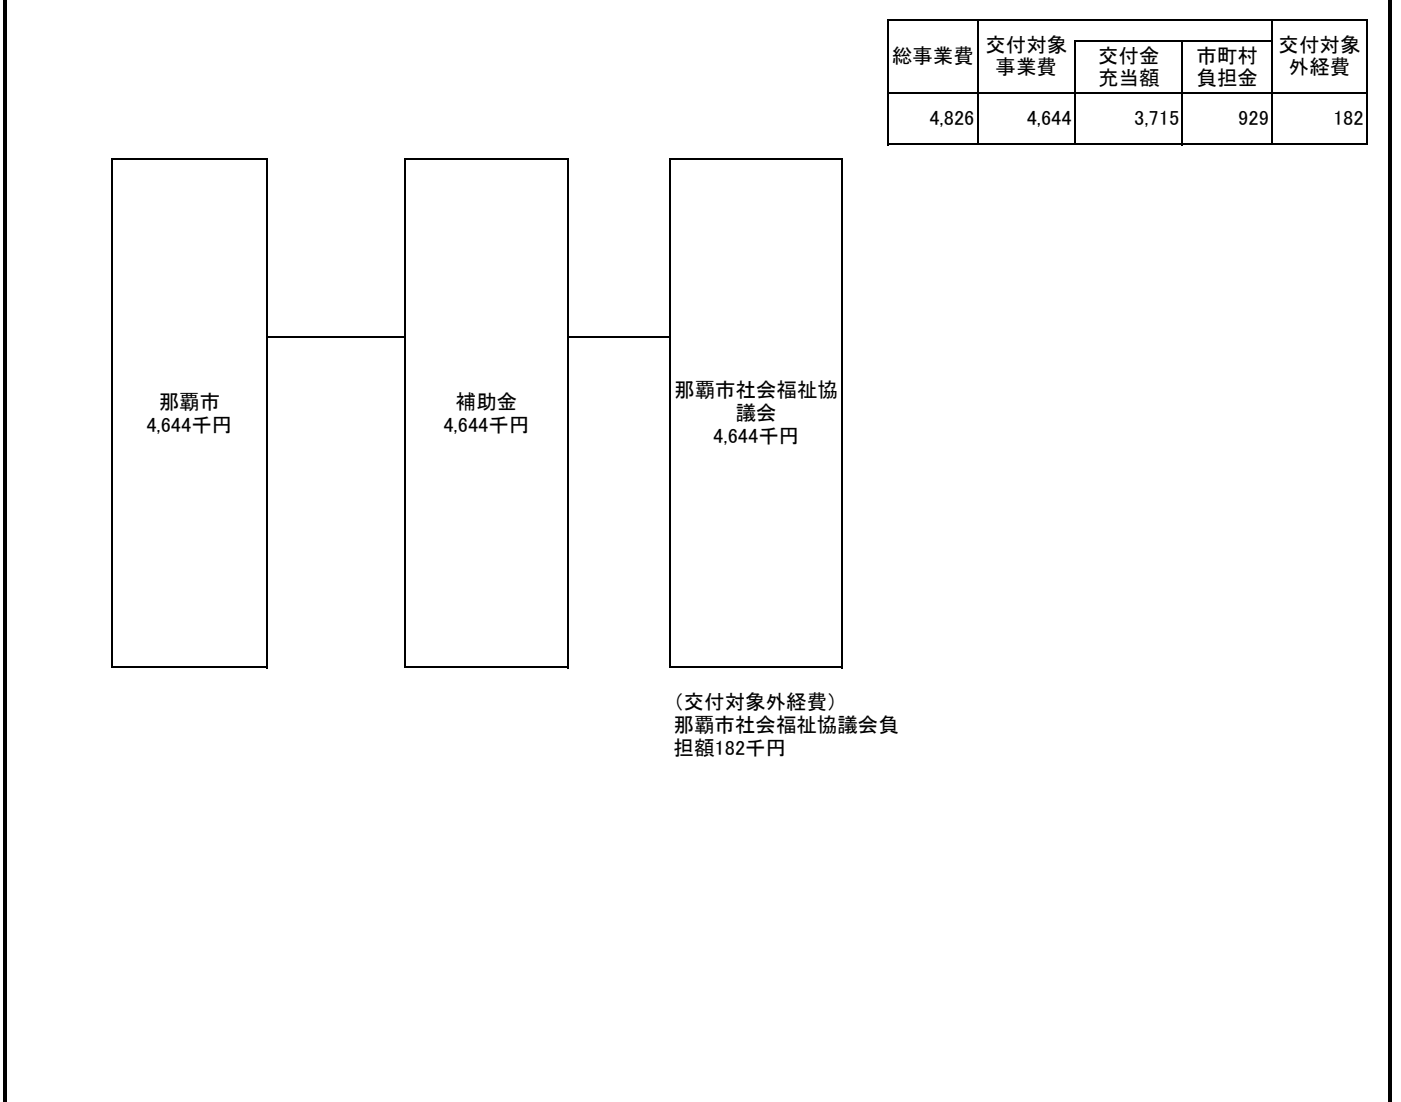 総事業費
交付対象
事業費
交付金
充当額
市町村
負担金
交付対象
外経費
4,826
4,644
3,715
929
182
那覇市
4,644千円
補助金
4,644千円
那覇市社会福祉協
議会
4,644千円
（交付対象外経費）
那覇市社会福祉協議会負
担額182千円